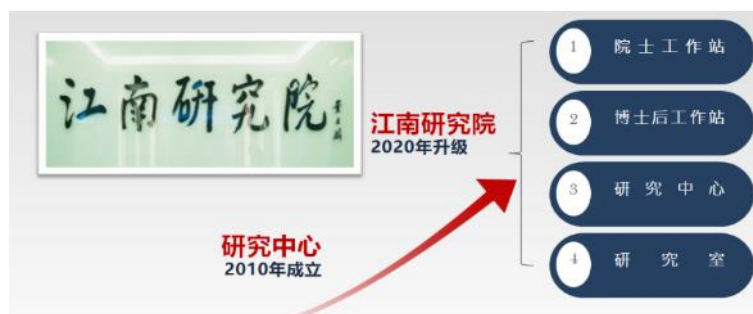 江南研究院
江南研究院
2020年升级
研究中心
2010年成立
1 院士工作站
2 博士后工作站
3 研究中心
4 研究室